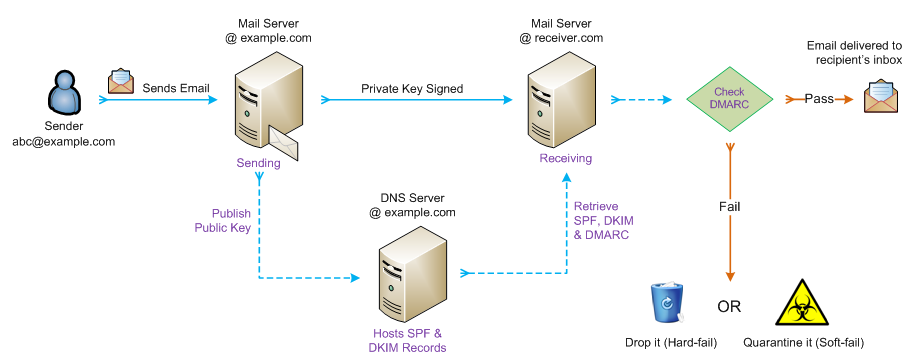 Mail Server
@ example.com
Mail Server
@ receiver.com
Email delivered to
recipient's inbox
Sends Email
Private Key Signed
Check
DMARC
Pass
Sender
abc@example.com
Sending
Receiving
DNS Server
@ example.com
Publish
Public Key
Retrieve
SPF, DKIM
& DMARC
Fail
Hosts SPF &
DKIM Records
OR
Drop it (Hard-fail)
Quarantine it (Soft-fail)